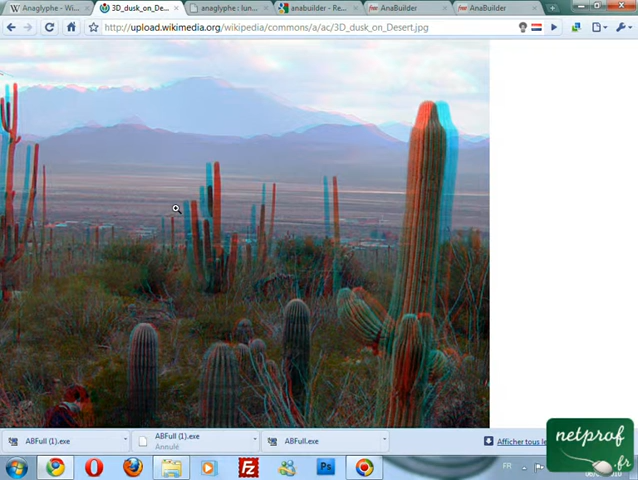 Anaglyphe - Wi...
3D_dusk_on_Des...
anaglyphe : lun...
anabuilder - Re...
AnaBuilder
AnaBuilder
http://upload.wikimedia.org/wikipedia/commons/a/ac/3D_dusk_on_Desert.jpg
ABFull (1).exe
ABFull (1).exe
Annulé
ABFull.exe
Afficher tous le
netprof
.fr
FR